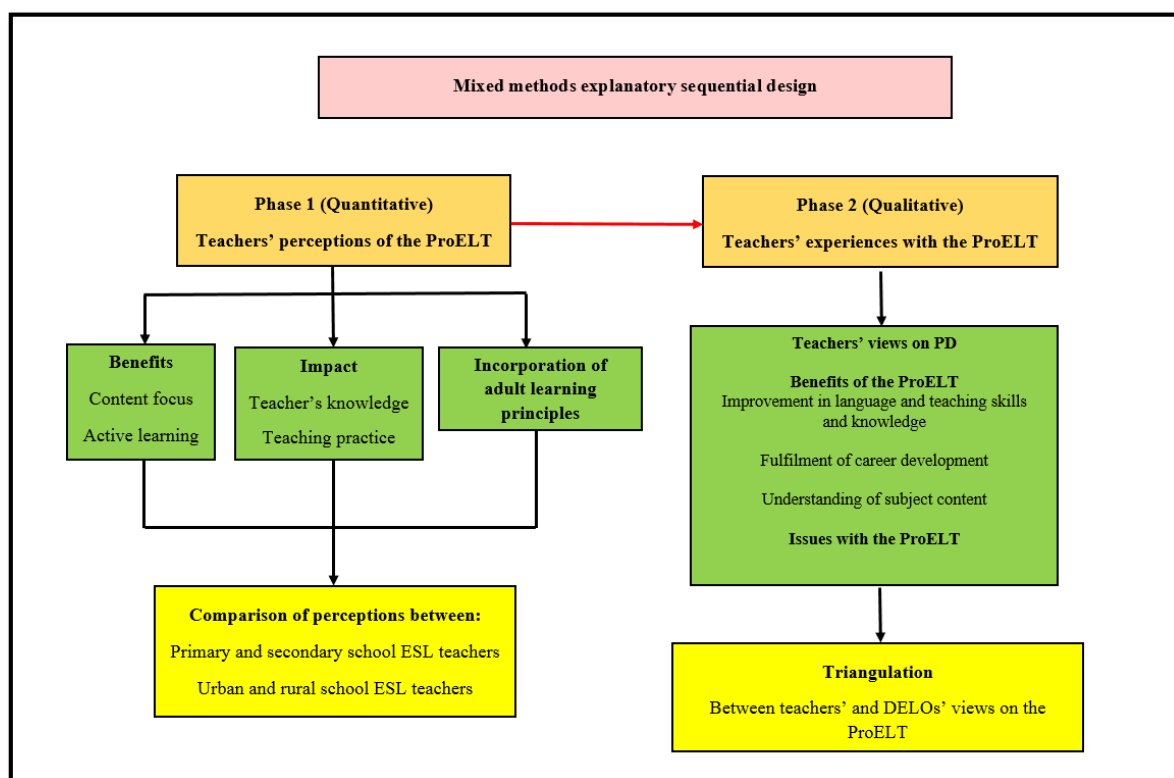 Mixed methods explanatory sequential design
Phase 1 (Quantitative)
Teachers’ perceptions of the ProELT
Phase 2 (Qualitative)
Teachers’ experiences with the ProELT
Benefits
Content focus
Active learning
Impact
Teacher’s knowledge
Teaching practice
Incorporation of
adult learning
principles
Teachers’ views on PD
Benefits of the ProELT
Improvement in language and teaching skills
and knowledge
Fulfilment of career development
Understanding of subject content
Issues with the ProELT
Comparison of perceptions between:
Primary and secondary school ESL teachers
Urban and rural school ESL teachers
Triangulation
Between teachers’ and DELOs’ views on the
ProELT